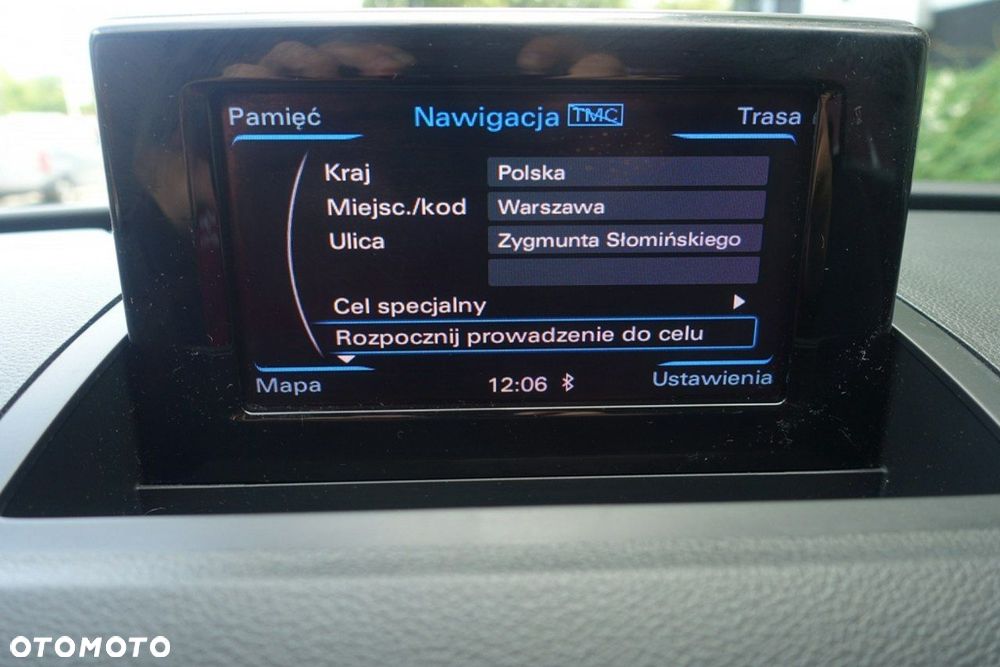 Pamięć Nawigacja TMC Trasa
Kraj Polska
Miejsc./kod Warszawa
Ulica Zygmunta Słomińskiego
Cel specjalny
Rozpocznij prowadzenie do celu
Mapa 12:06 Ustawienia
OTOMOTO